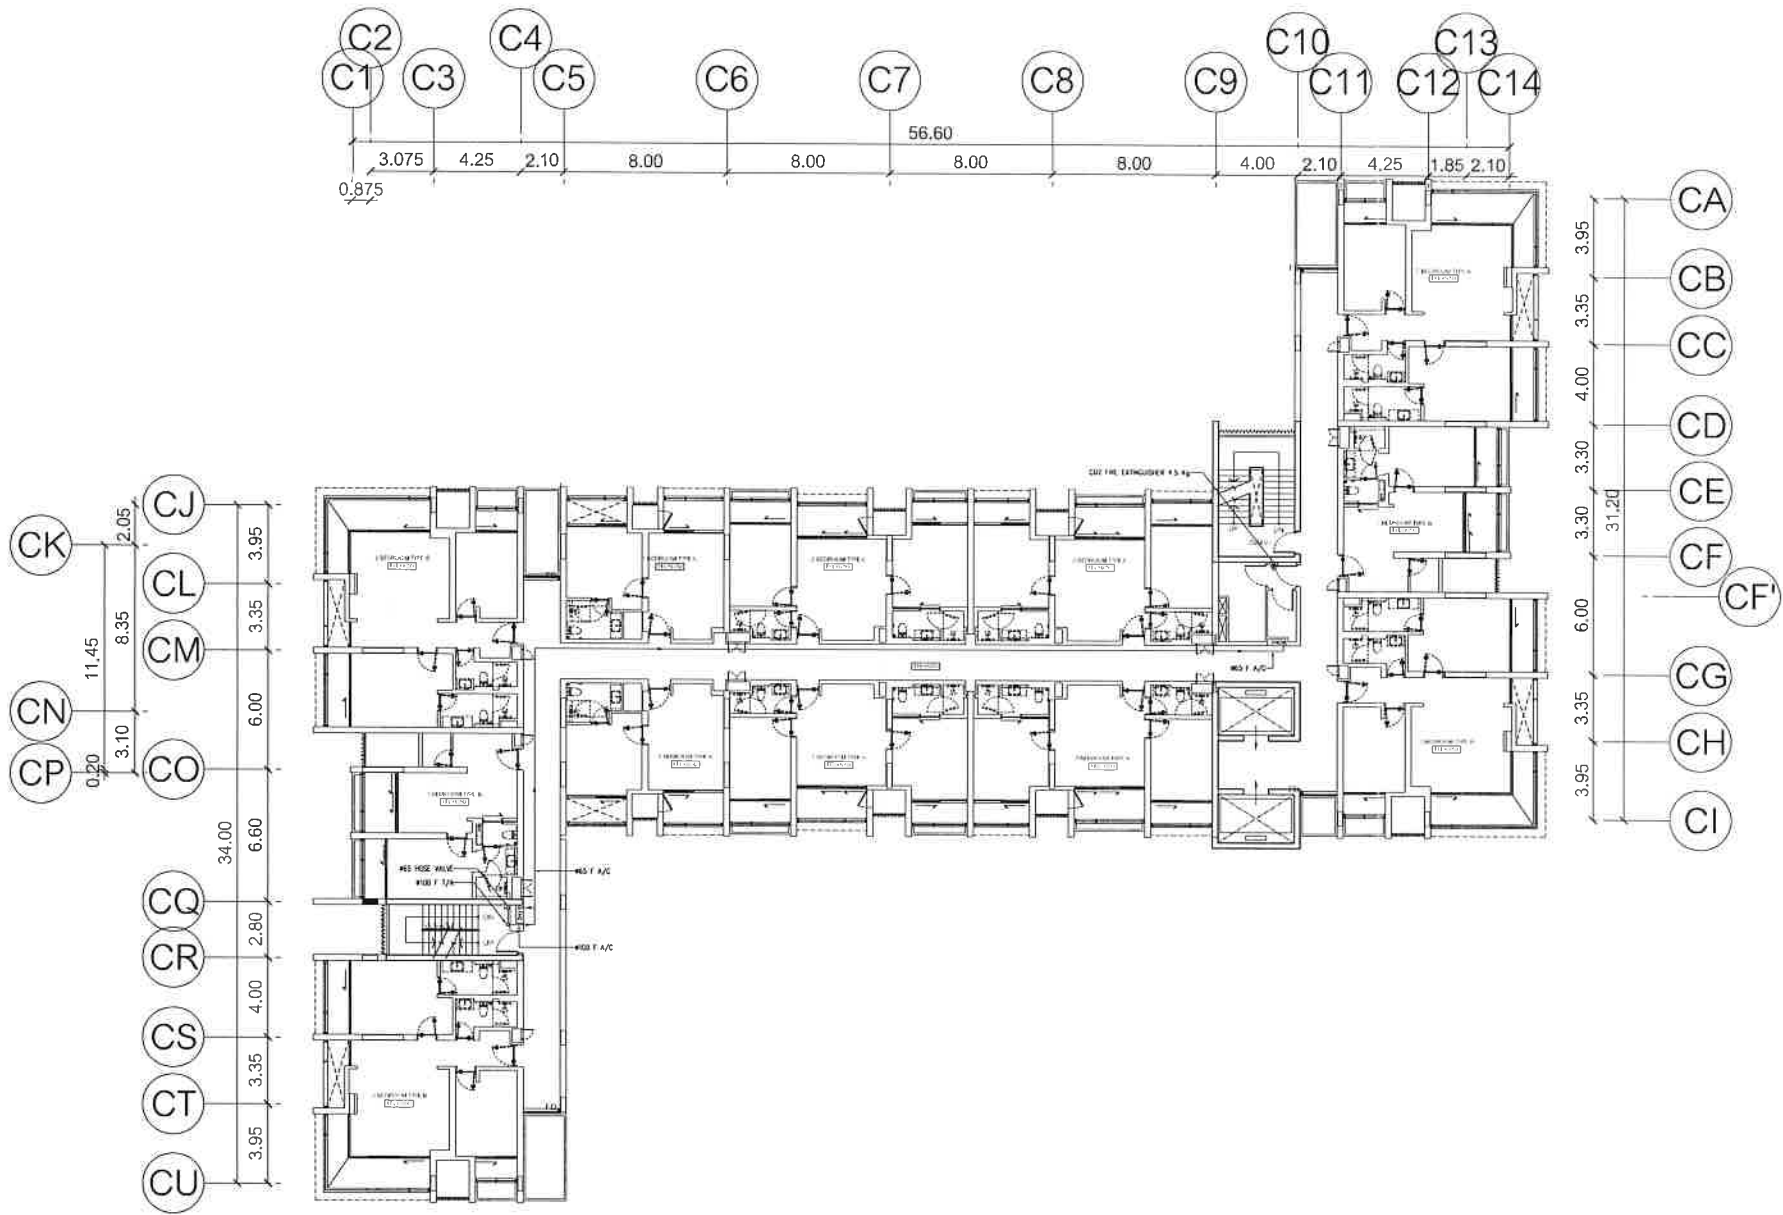 C2
C4
C10
C13
C1
C3
C5
C6
C7
C8
C9
C11
C12
C14
56.60
3.075
4.25
2.10
8.00
8.00
8.00
8.00
4.00
2.10
4.25
1.85
2.10
0.875
CA
3.95
CB
3.35
CC
4.00
CD
3.30
CE
3.30
31.20
CF
CF'
6.00
CG
3.35
CH
3.95
CI
CO2 FIRE EXTINGUISHER 4.5 Kg
CJ
2.05
3.95
CK
CL
8.35
3.35
11.45
CM
6.00
CN
3.10
CO
0.20
CP
34.00
6.60
CQ
2.80
CR
4.00
CS
3.35
CT
3.95
CU
ø65 F A/C
ø65 HOSE VALVE
ø100 F T/A
ø65 F A/C
ø100 F A/C